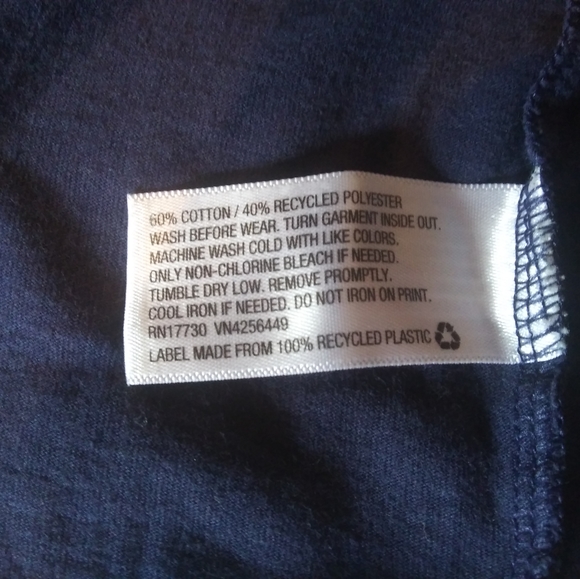 60% COTTON / 40% RECYCLED POLYESTER
WASH BEFORE WEAR. TURN GARMENT INSIDE OUT.
MACHINE WASH COLD WITH LIKE COLORS.
ONLY NON-CHLORINE BLEACH IF NEEDED.
TUMBLE DRY LOW. REMOVE PROMPTLY.
COOL IRON IF NEEDED. DO NOT IRON ON PRINT.
RN17730 VN4256449
LABEL MADE FROM 100% RECYCLED PLASTIC